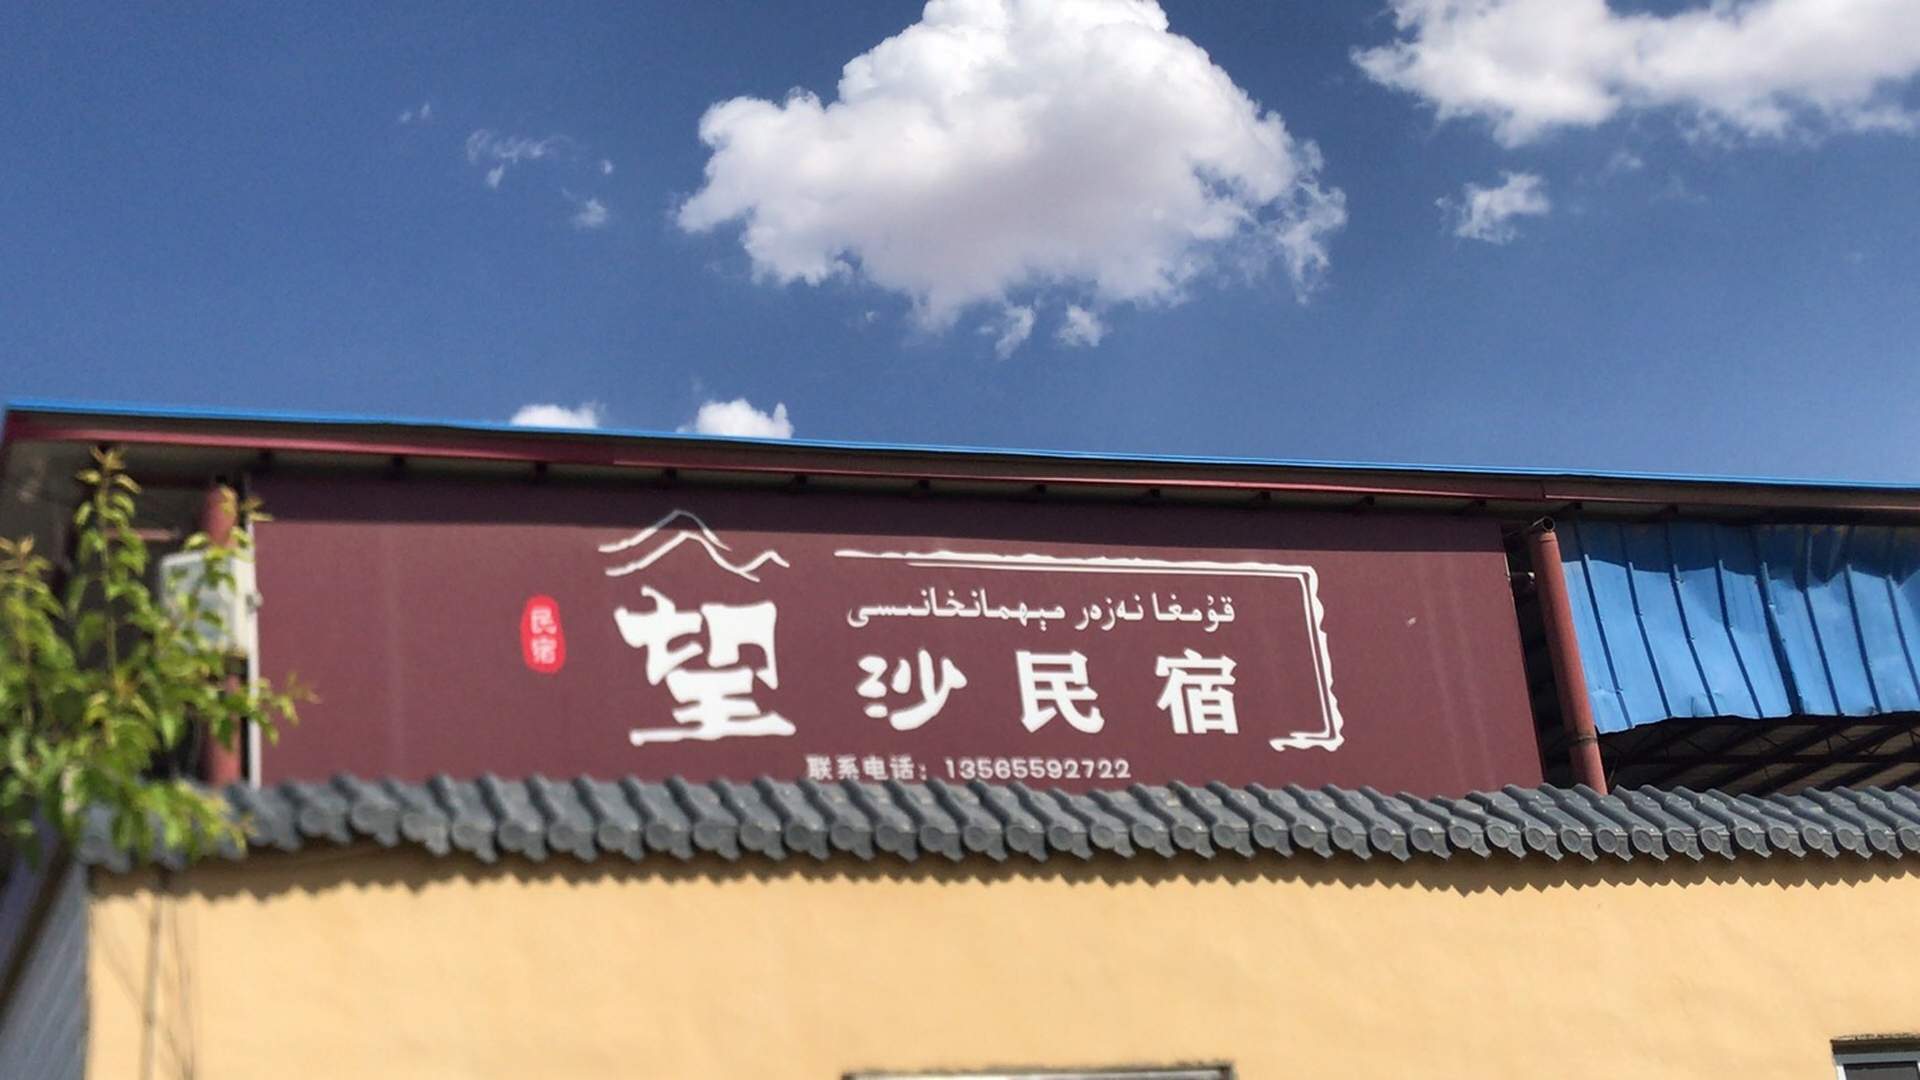 民宿
قۇمغا نەزەر مېھمانخانىسى
望沙民宿
联系电话：13565592722